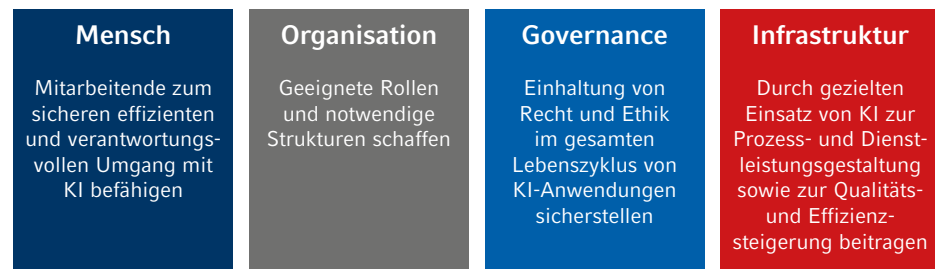 Mensch
Mitarbeitende zum
sicheren effizienten
und verantwortungs-
vollen Umgang mit
KI befähigen
Organisation
Geeignete Rollen
und notwendige
Strukturen schaffen
Governance
Einhaltung von
Recht und Ethik
im gesamten
Lebenszyklus von
KI-Anwendungen
sicherstellen
Infrastruktur
Durch gezielten
Einsatz von KI zur
Prozess- und Dienst-
leistungsgestaltung
sowie zur Qualitäts-
und Effizienz-
steigerung beitragen